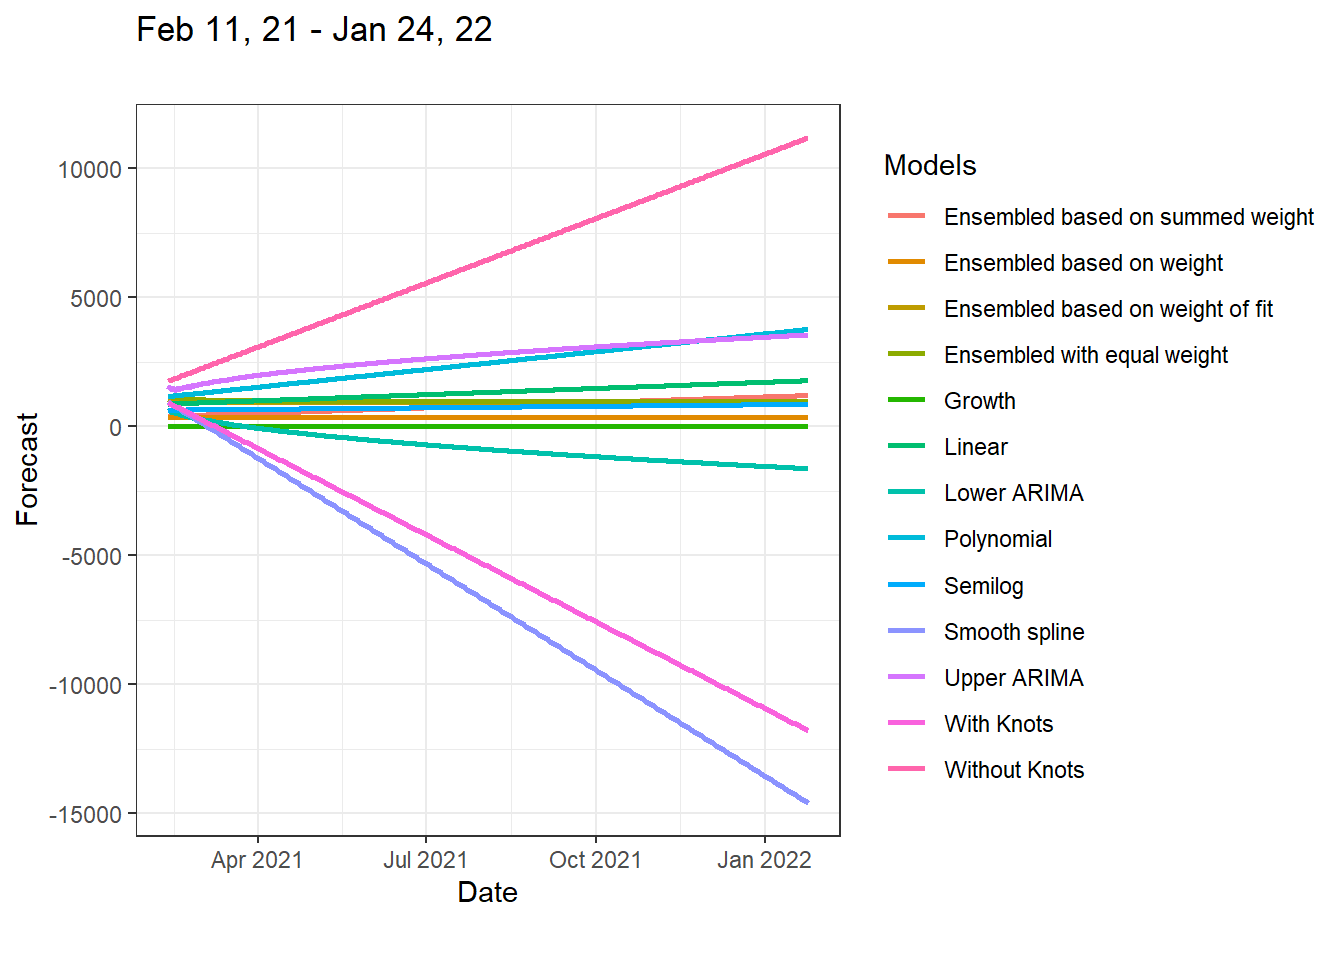 Feb 11, 21 - Jan 24, 22
10000
5000
0
-5000
-10000
-15000
Forecast
Apr 2021
Jul 2021
Oct 2021
Jan 2022
Date
Models
Ensembled based on summed weight
Ensembled based on weight
Ensembled based on weight of fit
Ensembled with equal weight
Growth
Linear
Lower ARIMA
Polynomial
Semilog
Smooth spline
Upper ARIMA
With Knots
Without Knots